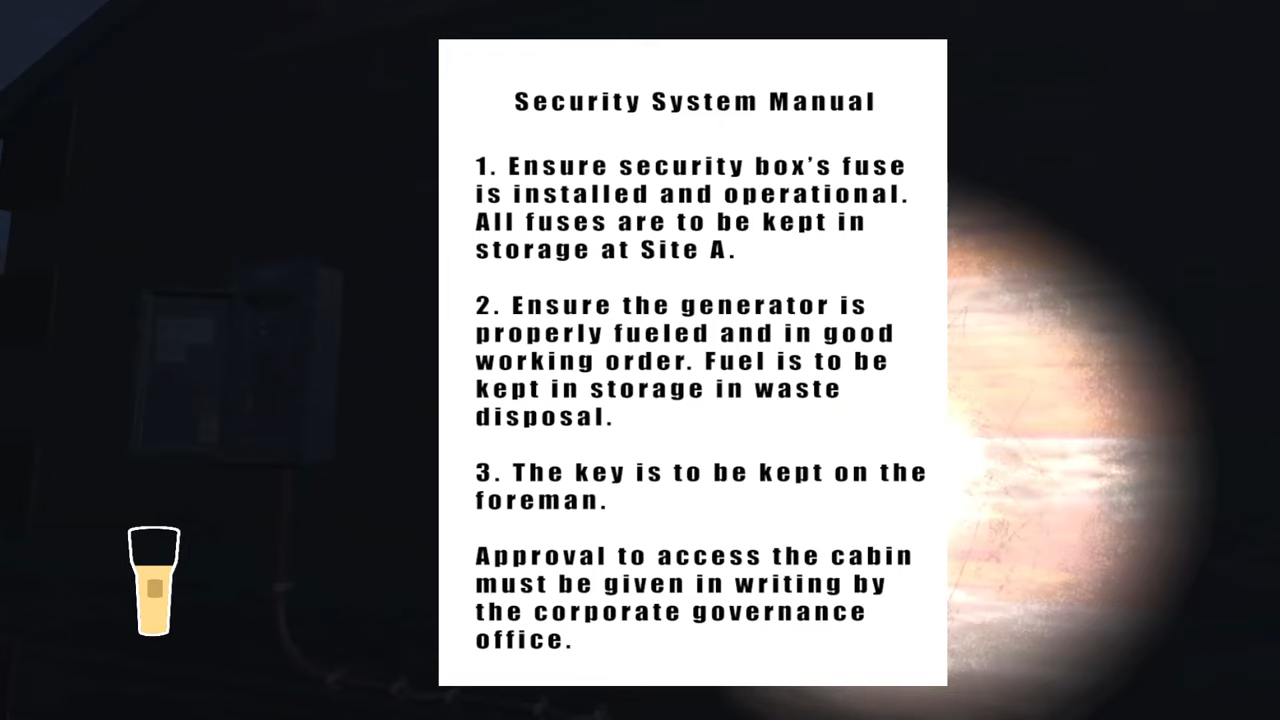 Security System Manual
1. Ensure security box’s fuse
is installed and operational.
All fuses are to be kept in
storage at Site A.
2. Ensure the generator is
properly fueled and in good
working order. Fuel is to be
kept in storage in waste
disposal.
3. The key is to be kept on the
foreman.
Approval to access the cabin
must be given in writing by
the corporate governance
office.